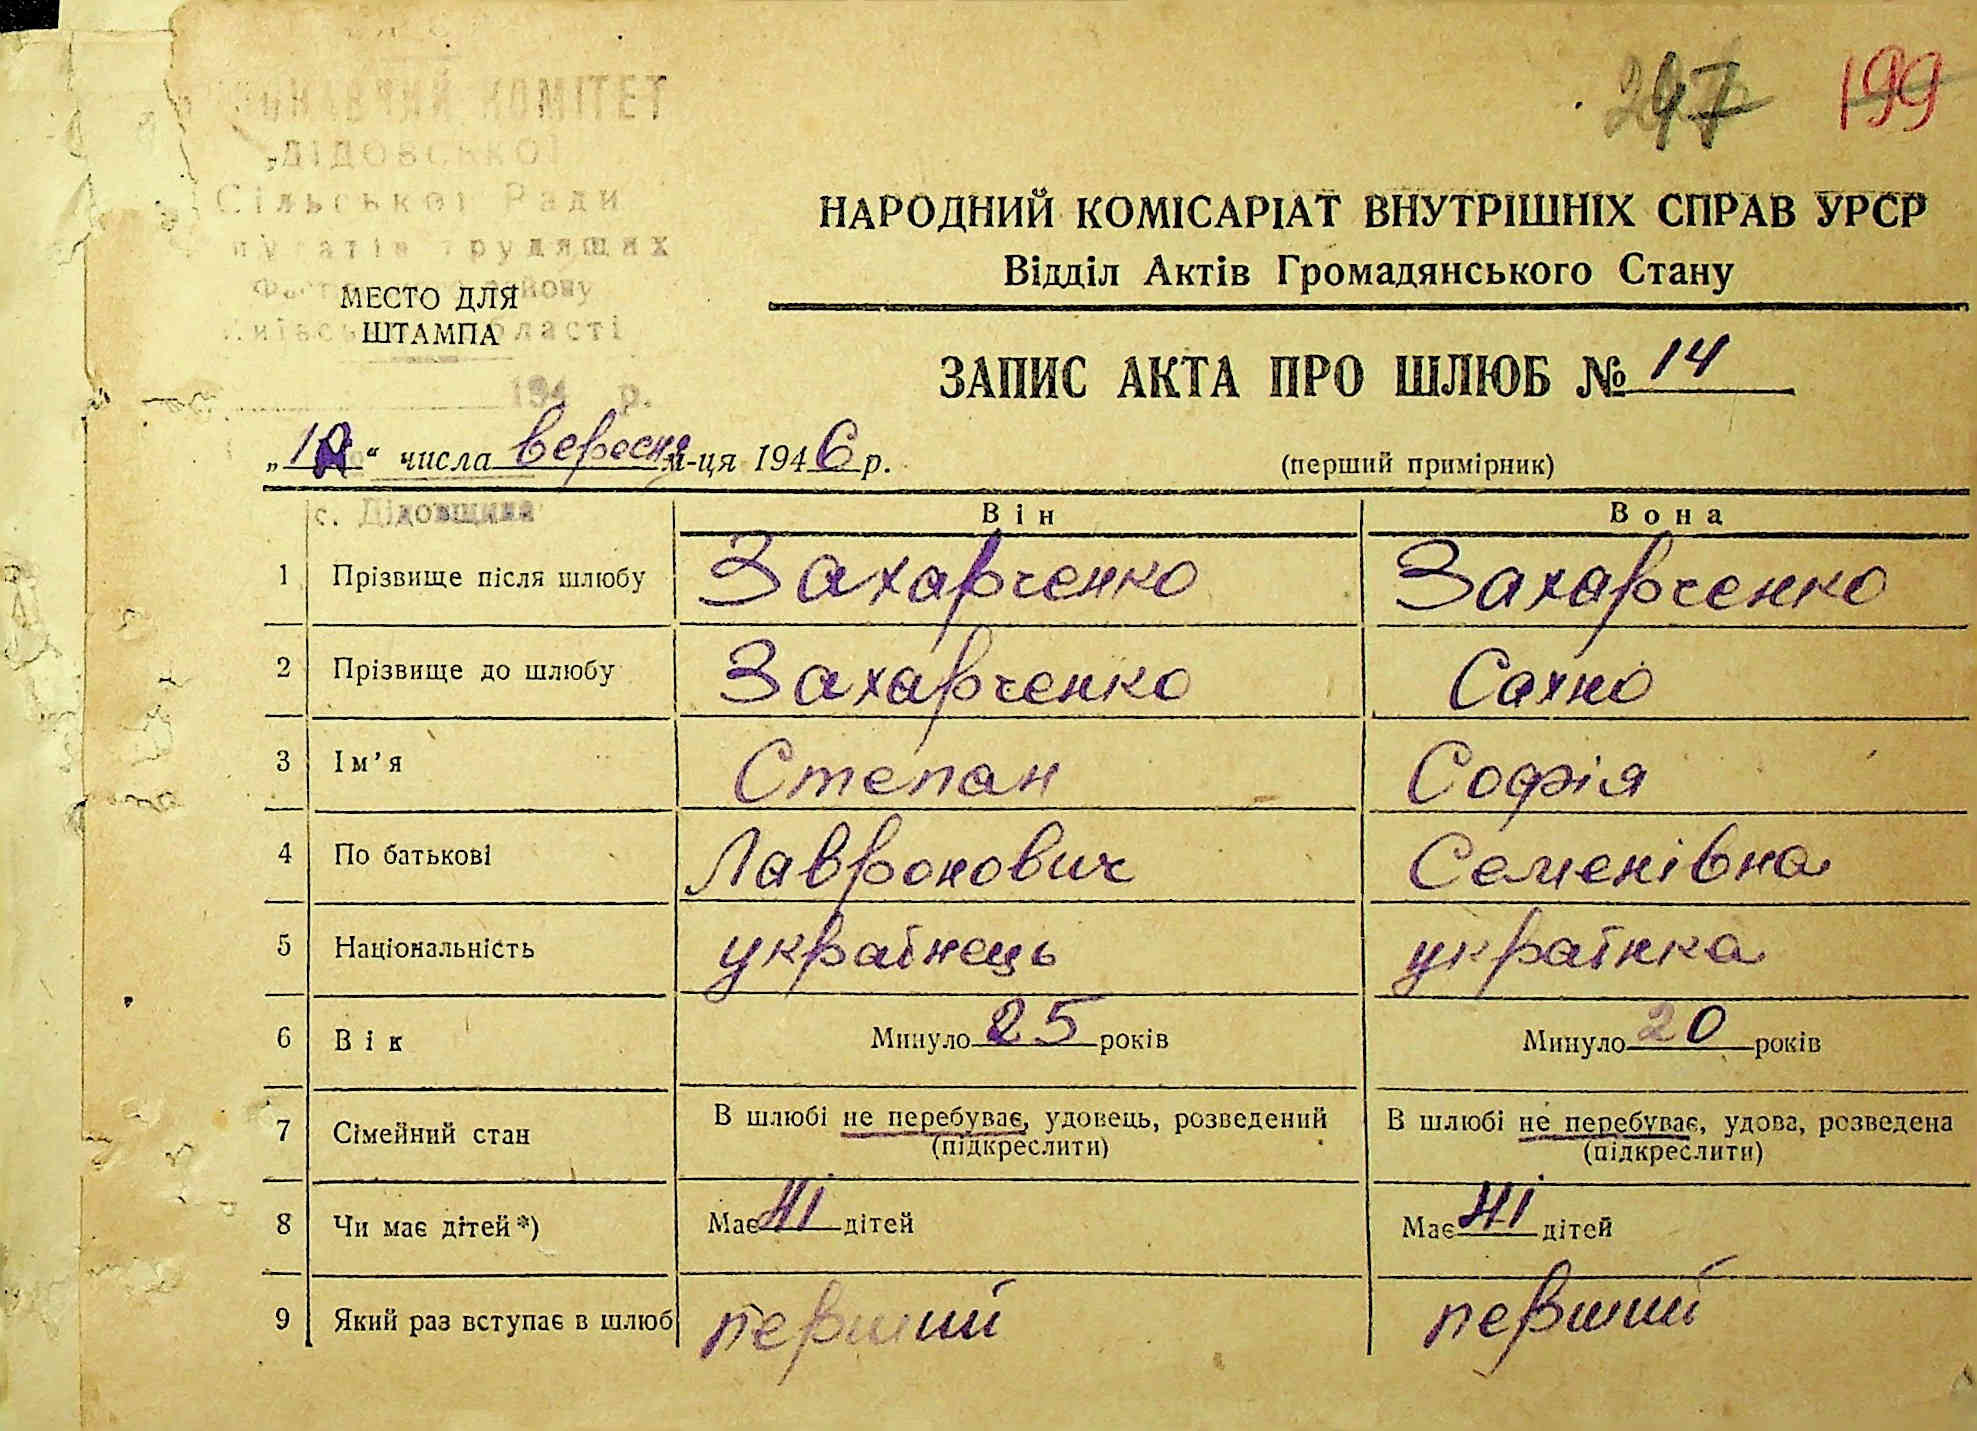 199
КОМІТЕТ
ДІДОВСЬКОЇ
Сільської Ради
трудящих
НАРОДНИЙ КОМІСАРІАТ ВНУТРІШНІХ СПРАВ УРСР
Відділ Актів Громадянського Стану
МЕСТО ДЛЯ
ШТАМПА
області
194 р.
ЗАПИС АКТА ПРО ШЛЮБ № 14
числа вересня м-ця 1946 р.
(перший примірник)
с. Дідовщина
Він Вона
1 Прізвище після шлюбу Захарченко Захарченко
2 Прізвище до шлюбу Захарченко Сахно
3 Ім'я Степан Софія
4 По батькові Лавронович Семенівна
5 Національність українець українка
6 Вік Минуло 25 років Минуло 20 років
7 Сімейний стан В шлюбі не перебуває, удовець, розведений В шлюбі не перебуває, удова, розведена
(підкреслити) (підкреслити)
8 Чи має дітей*) Має ні дітей Має ні дітей
9 Який раз вступає в шлюб перший перший